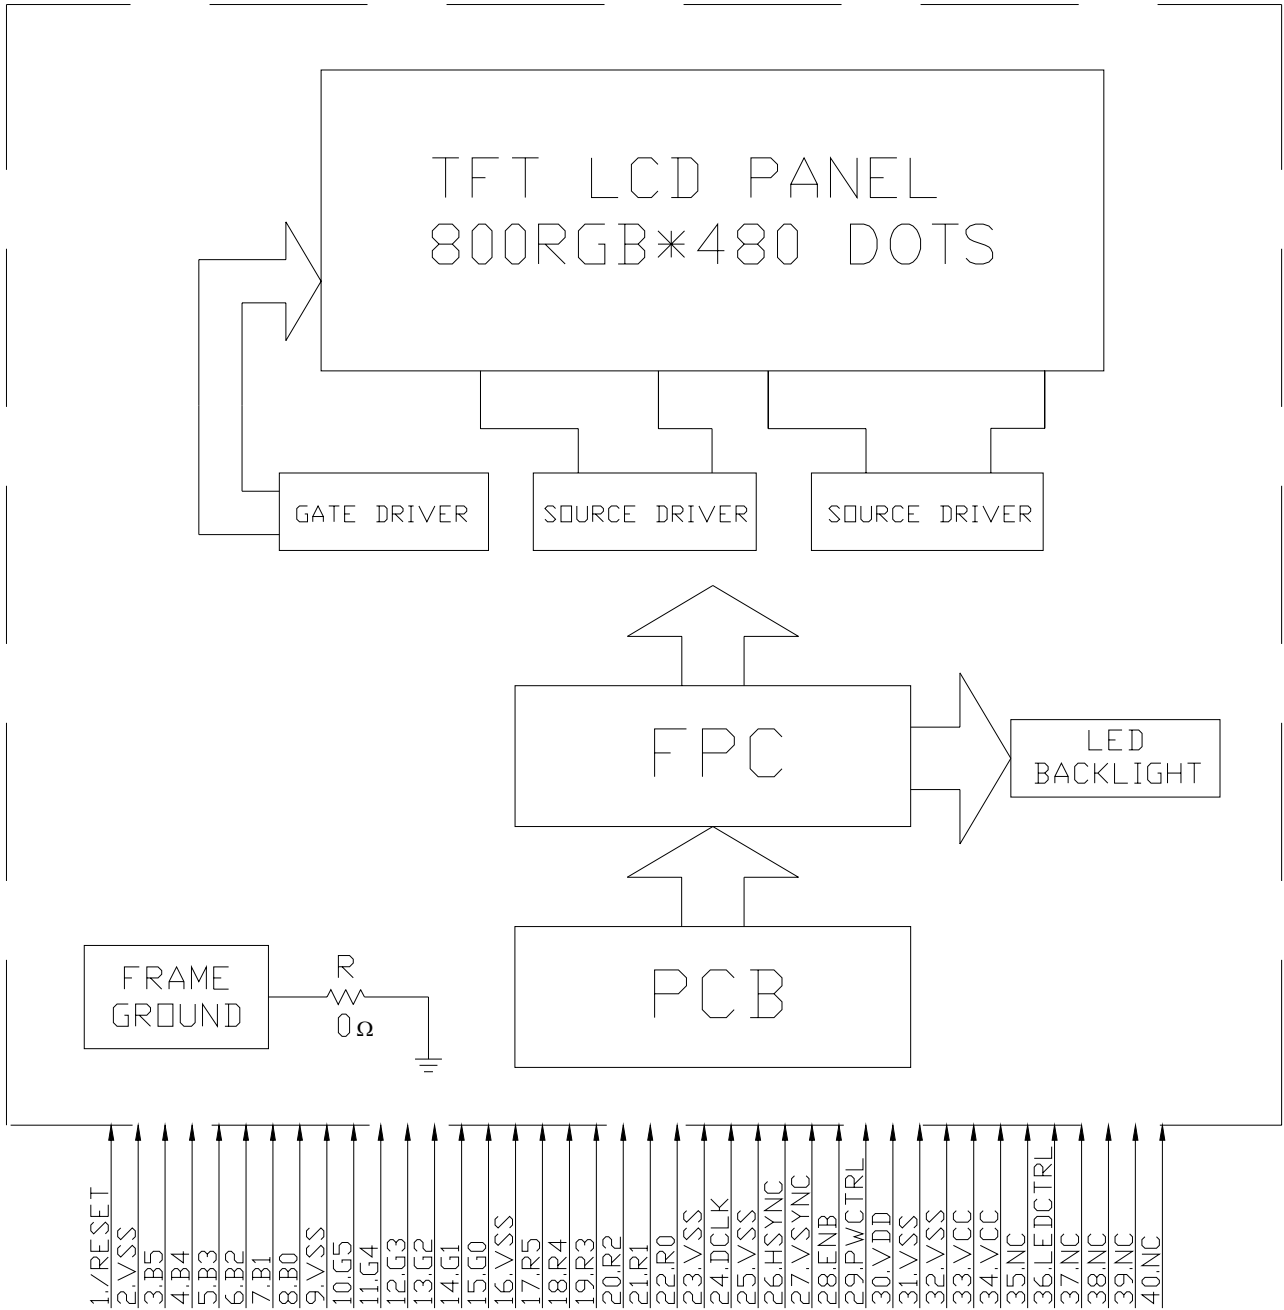 TFT LCD PANEL
800RGB*480 DOTS
GATE DRIVER
SOURCE DRIVER
SOURCE DRIVER
FPC
LED
BACKLIGHT
PCB
FRAME
GROUND
R
0Ω
1./RESET
2.VSS
3.B5
4.B4
5.B3
6.B2
7.B1
8.B0
9.VSS
10.G5
11.G4
12.G3
13.G2
14.G1
15.G0
16.VSS
17.R5
18.R4
19.R3
20.R2
21.R1
22.R0
23.VSS
24.DCLK
25.VSS
26.HSYNC
27.VSYNC
28.ENB
29.PWCTRL
30.VDD
31.VSS
32.VSS
33.VCC
34.VCC
35.NC
36.LEDCTRL
37.NC
38.NC
39.NC
40.NC